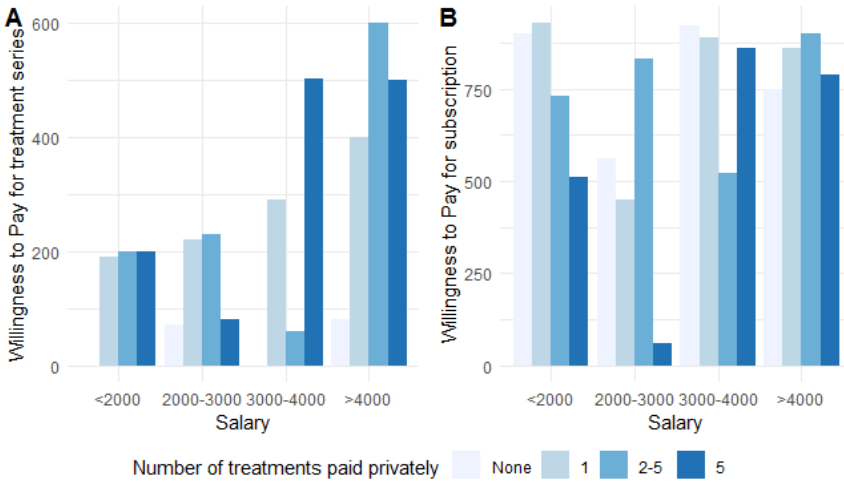 A
Willingness to Pay for treatment series
600
400
200
0
<2000 2000-3000 3000-4000 >4000
Salary
B
Willingness to Pay for subscription
750
500
250
0
<2000 2000-3000 3000-4000 >4000
Salary
Number of treatments paid privately None 1 2-5 5